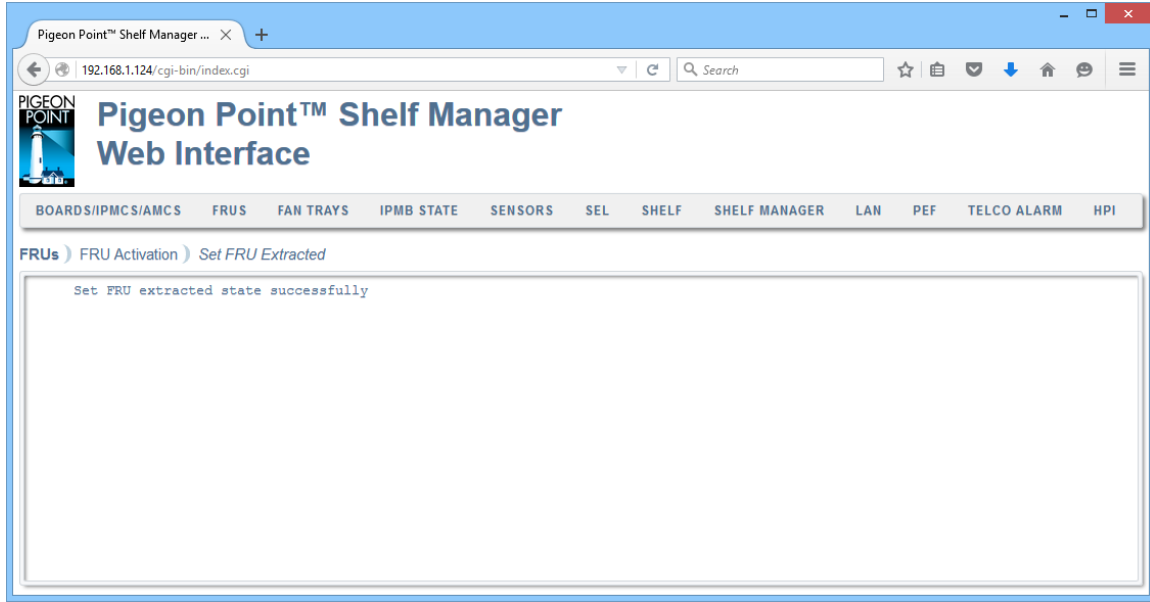 Pigeon Point™ Shelf Manager ...
192.168.1.124/cgi-bin/index.cgi
Search
PIGEON
POINT
Pigeon Point™ Shelf Manager
Web Interface
BOARDS/IPMCS/AMCS FRUS FAN TRAYS IPMB STATE SENSORS SEL SHELF SHELF MANAGER LAN PEF TELCO ALARM HPI
FRUs ) FRU Activation ) Set FRU Extracted
Set FRU extracted state successfully